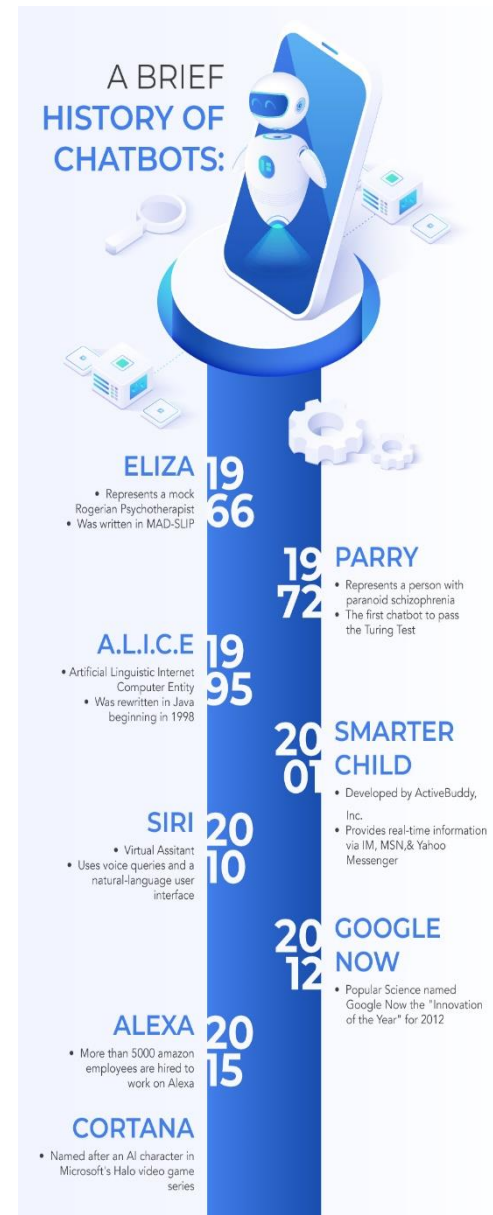 A BRIEF
HISTORY OF
CHATBOTS:
ELIZA
• Represents a mock
Rogerian Psychotherapist
• Was written in MAD-SLIP
19
66
19
72
PARRY
• Represents a person with
paranoid schizophrenia
• The first chatbot to pass
the Turing Test
A.L.I.C.E
• Artificial Linguistic Internet
Computer Entity
• Was rewritten in Java
beginning in 1998
19
95
20
01
SMARTER
CHILD
• Developed by ActiveBuddy,
Inc.
• Provides real-time information
via IM, MSN,& Yahoo
Messenger
SIRI
• Virtual Assitant
• Uses voice queries and a
natural-language user
interface
20
10
20
12
GOOGLE
NOW
• Popular Science named
Google Now the "Innovation
of the Year" for 2012
ALEXA
• More than 5000 amazon
employees are hired to
work on Alexa
20
15
CORTANA
• Named after an AI character in
Microsoft's Halo video game
series